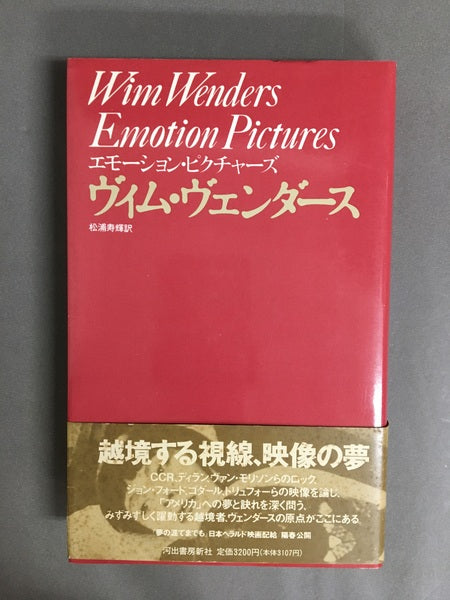 Wim Wenders
Emotion Pictures
エモーション・ピクチャーズ
ヴィム・ヴェンダース
松浦寿輝訳
越境する視線、映像の夢
CCR、ディラン、ヴァン・モリソンらのロック、
ジョン・フォード、ゴダール、トリュフォーらの映像を論じ、
「アメリカ」への夢と訣れを深く問う、
みずみずしく躍動する越境者、ヴェンダースの原点がここにある。
「夢の涯てまでも」日本ヘラルド映画配給 陽春公開
河出書房新社 定価3200円(本体3107円)